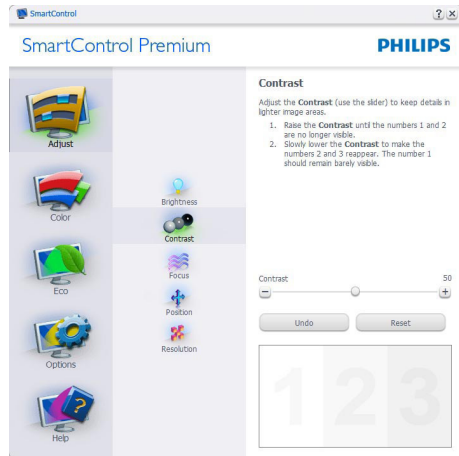 SmartControl
SmartControl Premium
PHILIPS
Adjust
Color
Eco
Options
Help
Brightness
Contrast
Focus
Position
Resolution
Contrast
Adjust the Contrast (use the slider) to keep details in
lighter image areas.
1. Raise the Contrast until the numbers 1 and 2
are no longer visible.
2. Slowly lower the Contrast to make the
numbers 2 and 3 reappear. The number 1
should remain barely visible.
Contrast 50
Undo Reset
1 2 3